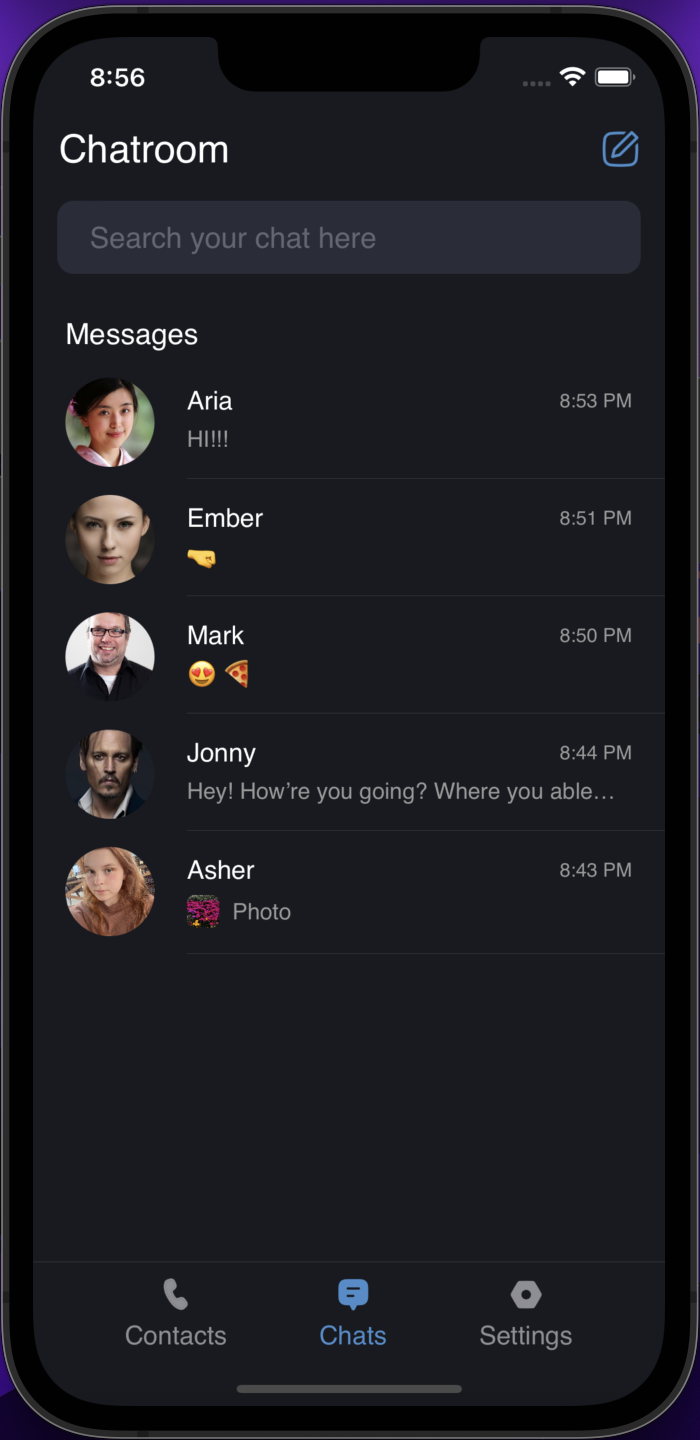 8:56
Chatroom
Search your chat here
Messages
Aria 8:53 PM
HI!!!
Ember 8:51 PM
🤜
Mark 8:50 PM
😍 🍕
Jonny 8:44 PM
Hey! How’re you going? Where you able…
Asher 8:43 PM
Photo
Contacts Chats Settings